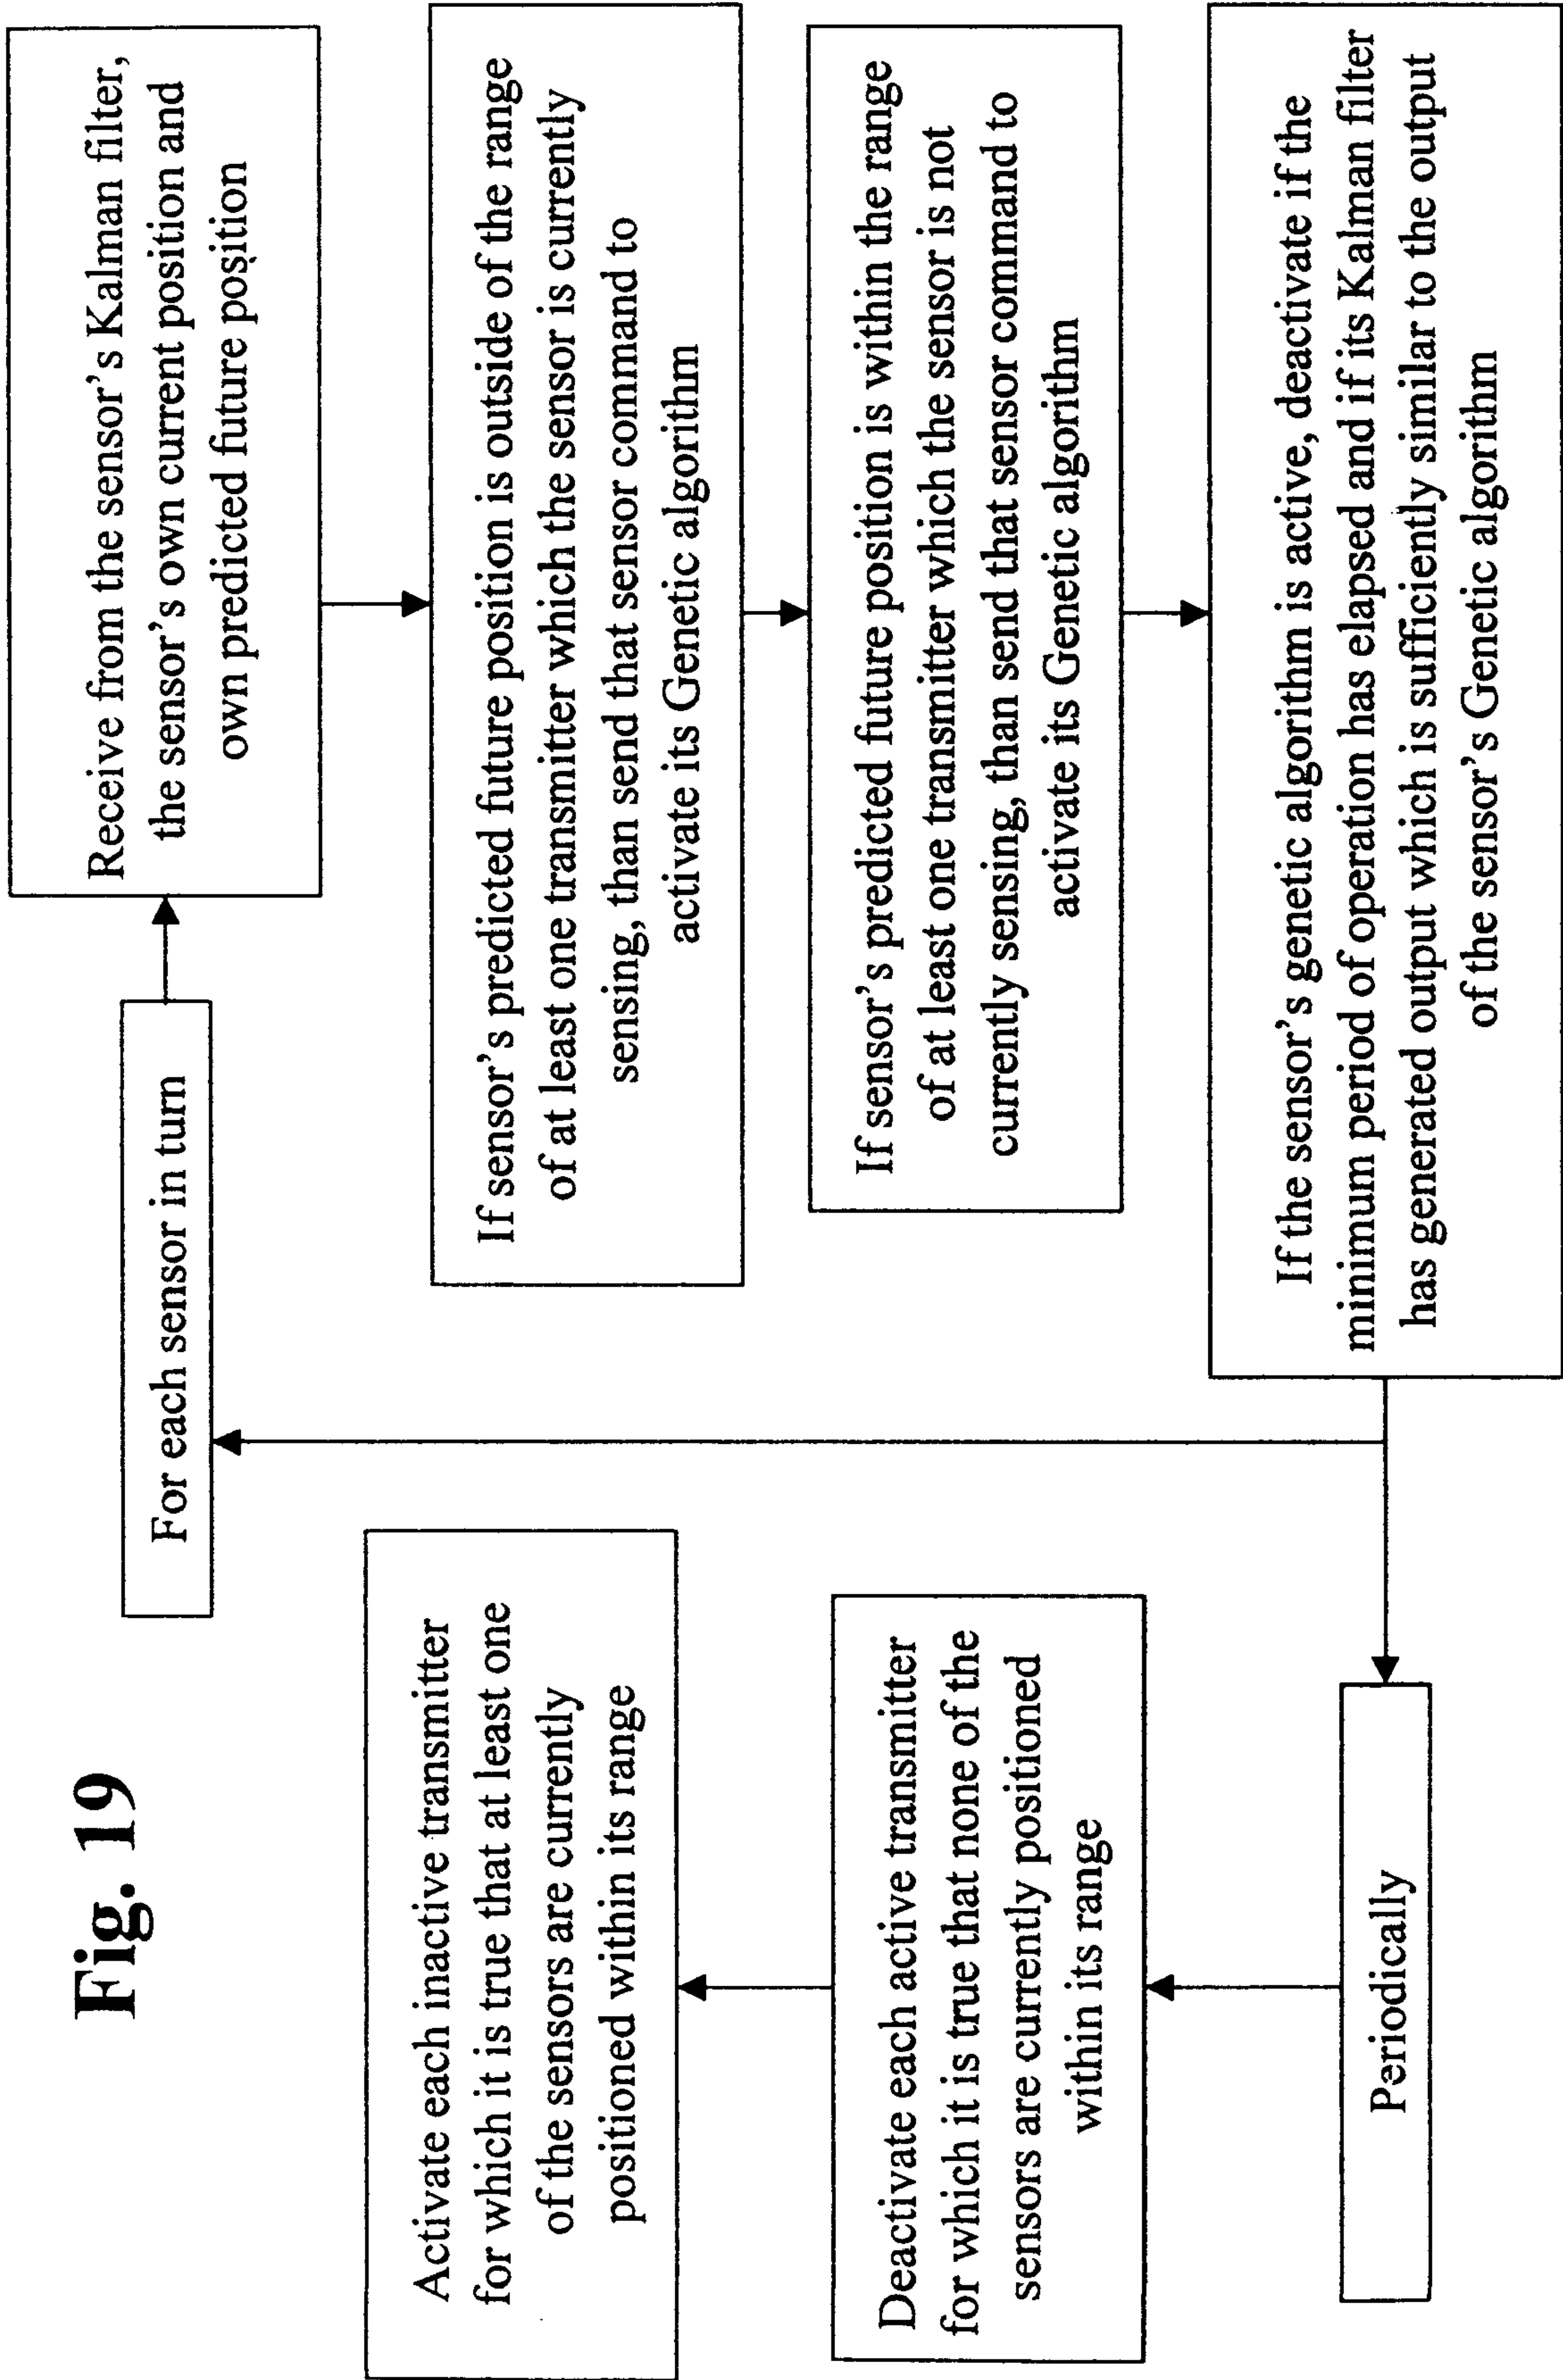 Fig. 19
For each sensor in turn
Receive from the sensor's Kalman filter,
the sensor's own current position and
own predicted future position
If sensor's predicted future position is outside of the range
of at least one transmitter which the sensor is currently
sensing, than send that sensor command to
activate its Genetic algorithm
If sensor's predicted future position is within the range
of at least one transmitter which the sensor is not
currently sensing, than send that sensor command to
activate its Genetic algorithm
If the sensor's genetic algorithm is active, deactivate if the
minimum period of operation has elapsed and if its Kalman filter
has generated output which is sufficiently similar to the output
of the sensor's Genetic algorithm
Periodically
Deactivate each active transmitter
for which it is true that none of the
sensors are currently positioned
within its range
Activate each inactive transmitter
for which it is true that at least one
of the sensors are currently
positioned within its range